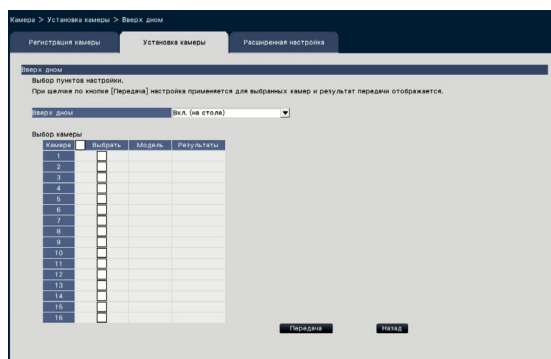 Камера > Установка камеры > Вверх дном
Регистрация камеры Установка камеры Расширенная настройка
Вверх дном
Выбор пунктов настройки.
При щелчке по кнопке [Передача] настройка применяется для выбранных камер и результат передачи отображается.
Вверх дном Вкл. (на столе)
Выбор камеры
Камера Выбрать Модель Результаты
1
2
3
4
5
6
7
8
9
10
11
12
13
14
15
16
Передача Назад